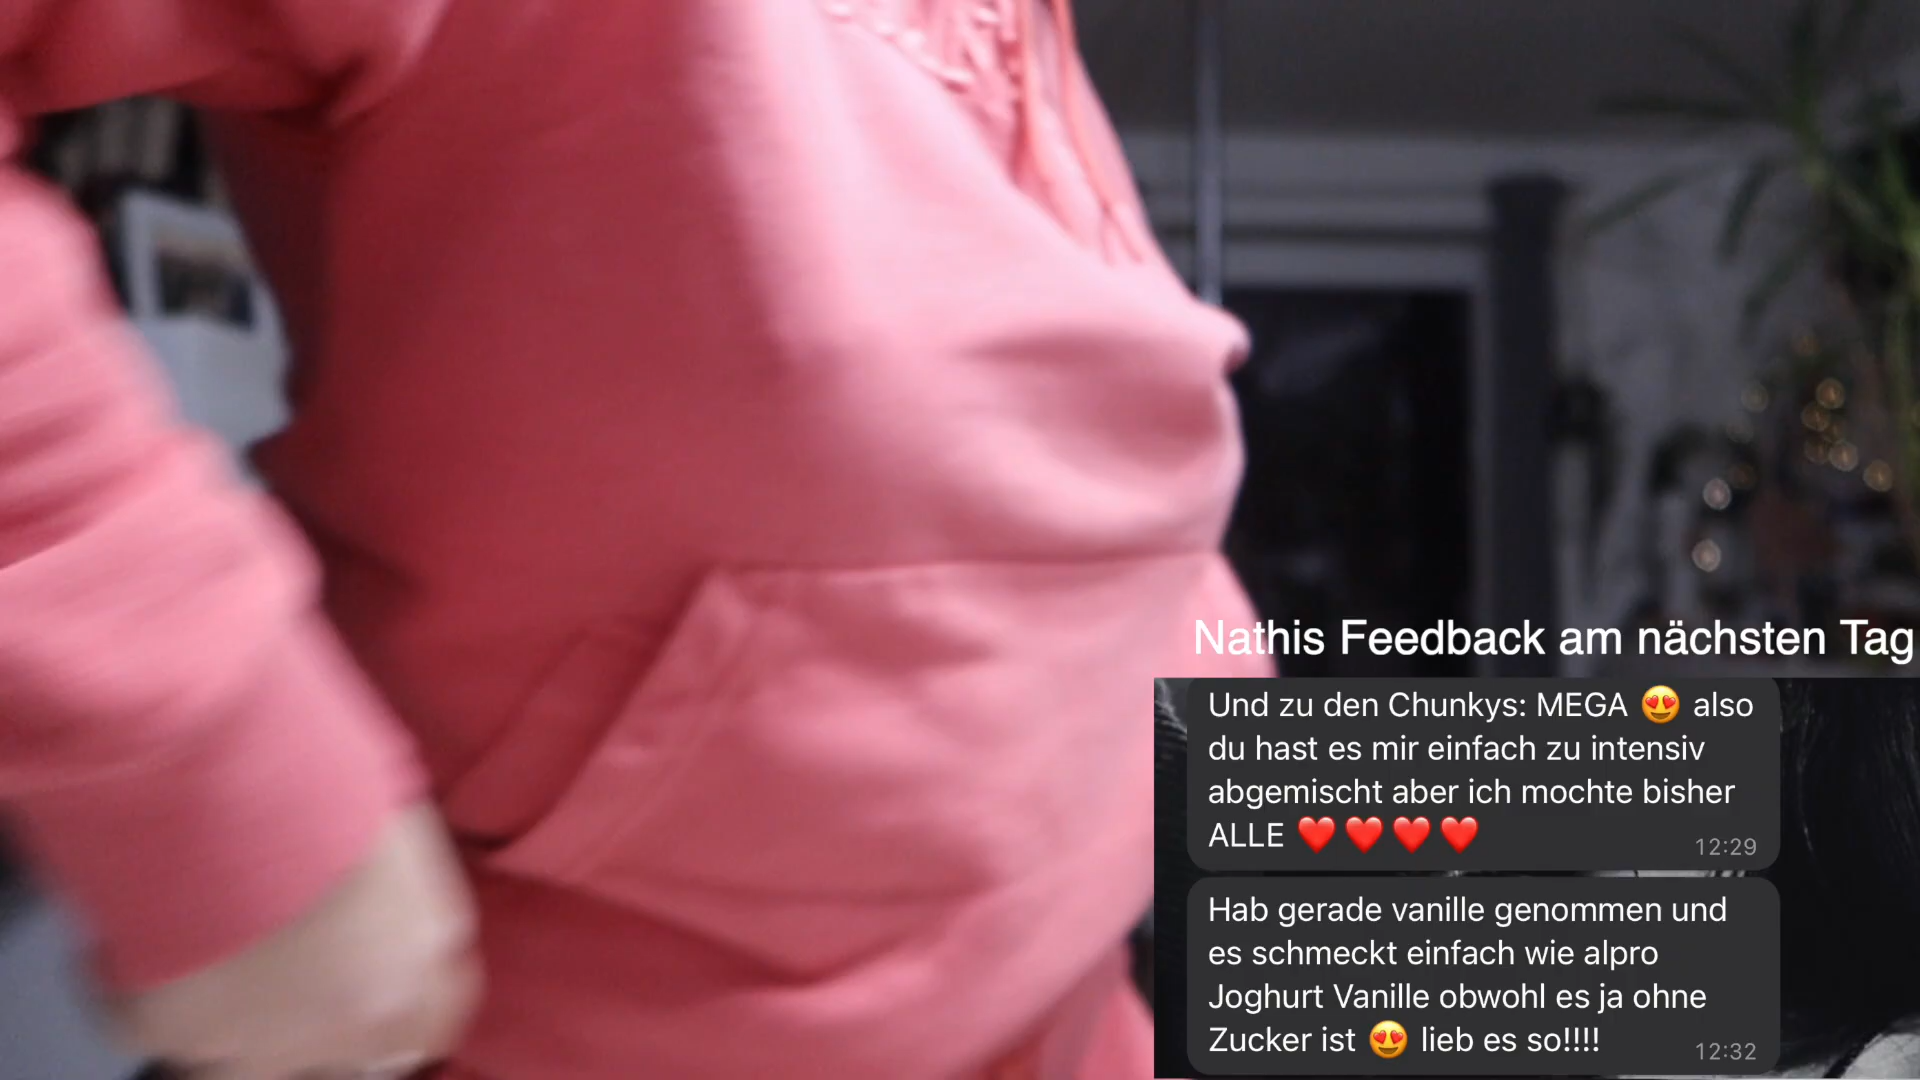 Nathis Feedback am nächsten Tag
Und zu den Chunkys: MEGA 😍 also
du hast es mir einfach zu intensiv
abgemischt aber ich mochte bisher
ALLE ❤️❤️❤️❤️
12:29
Hab gerade vanille genommen und
es schmeckt einfach wie alpro
Joghurt Vanille obwohl es ja ohne
Zucker ist 😍 lieb es so!!!!
12:32